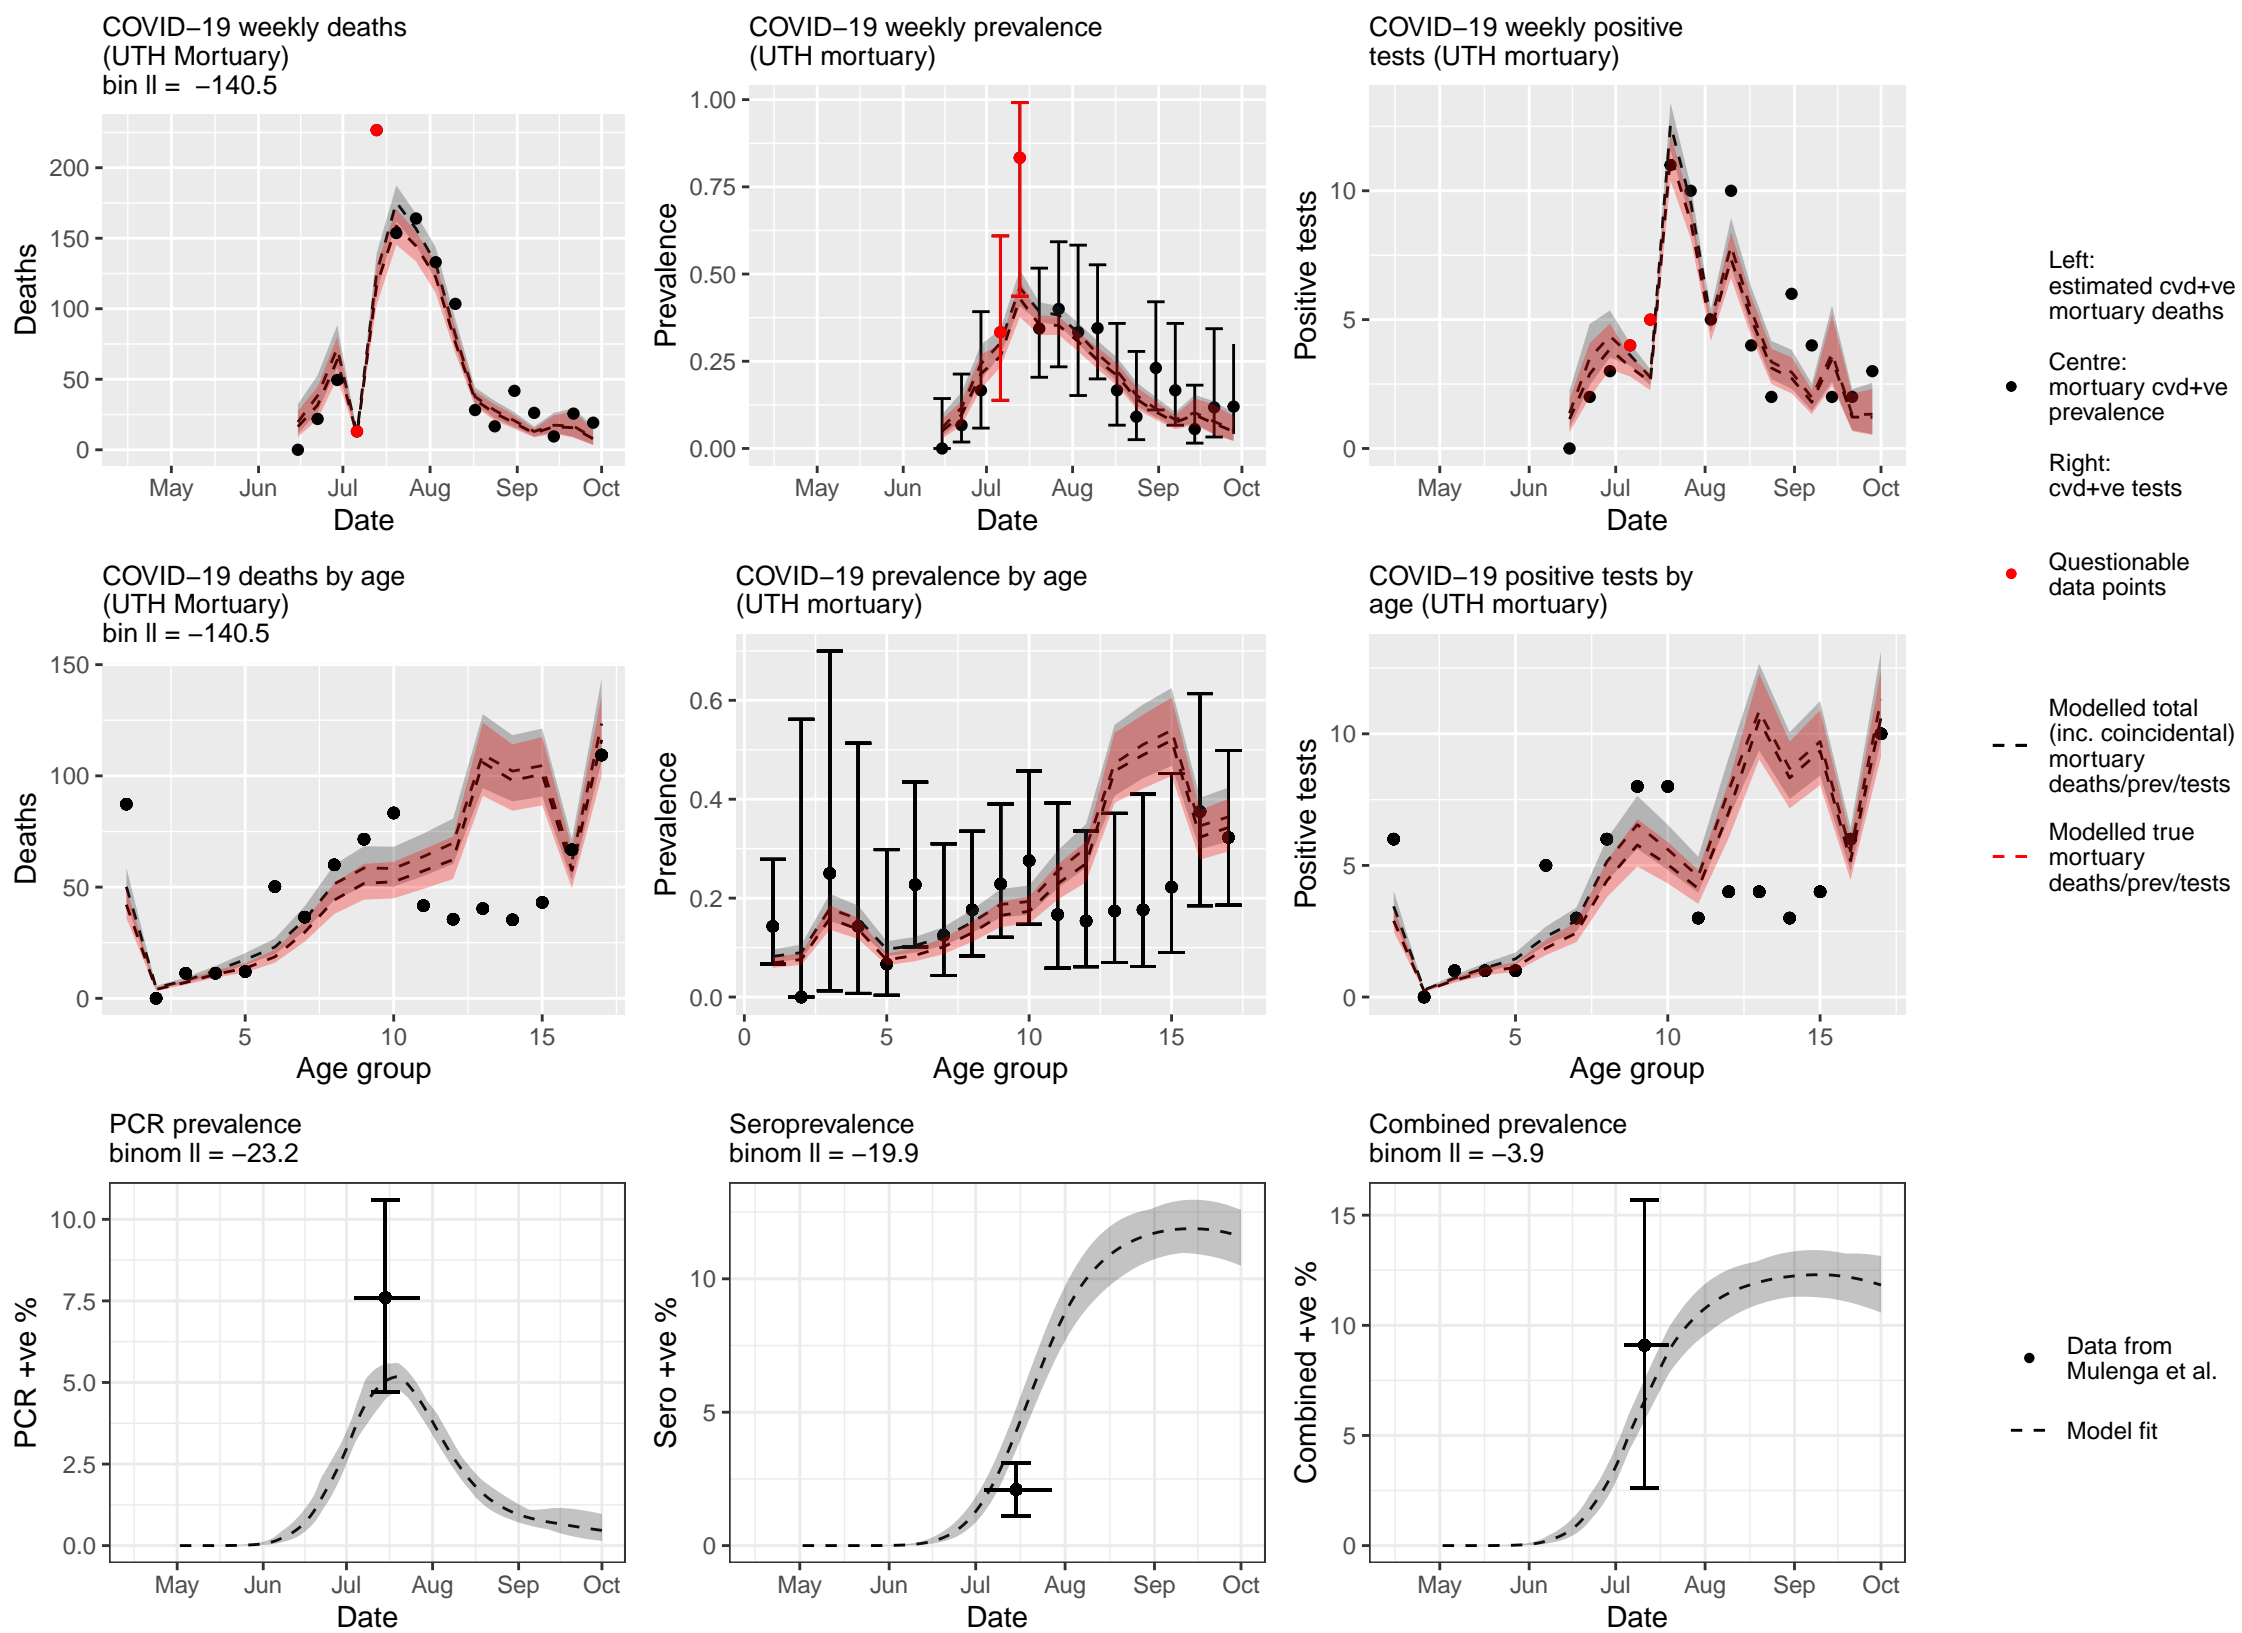 COVID−19 weekly deaths
(UTH Mortuary)
bin ll =  −140.5
Deaths
200
150
100
50
0
May Jun Jul Aug Sep Oct
Date
COVID−19 weekly prevalence
(UTH mortuary)
Prevalence
1.00
0.75
0.50
0.25
0.00
May Jun Jul Aug Sep Oct
Date
COVID−19 weekly positive
tests (UTH mortuary)
Positive tests
10
5
0
May Jun Jul Aug Sep Oct
Date
Left:
estimated cvd+ve
mortuary deaths
Centre:
mortuary cvd+ve
prevalence
Right:
cvd+ve tests
Questionable
data points
Modelled total
(inc. coincidental)
mortuary
deaths/prev/tests
Modelled true
mortuary
deaths/prev/tests
COVID−19 deaths by age
(UTH Mortuary)
bin ll = −140.5
Deaths
150
100
50
0
5 10 15
Age group
COVID−19 prevalence by age
(UTH mortuary)
Prevalence
0.6
0.4
0.2
0.0
0 5 10 15
Age group
COVID−19 positive tests by
age (UTH mortuary)
Positive tests
10
5
0
5 10 15
Age group
PCR prevalence
binom ll = −23.2
PCR +ve %
10.0
7.5
5.0
2.5
0.0
May Jun Jul Aug Sep Oct
Date
Seroprevalence
binom ll = −19.9
Sero +ve %
10
5
0
May Jun Jul Aug Sep Oct
Date
Combined prevalence
binom ll = −3.9
Combined +ve %
15
10
5
0
May Jun Jul Aug Sep Oct
Date
Data from
Mulenga et al.
Model fit